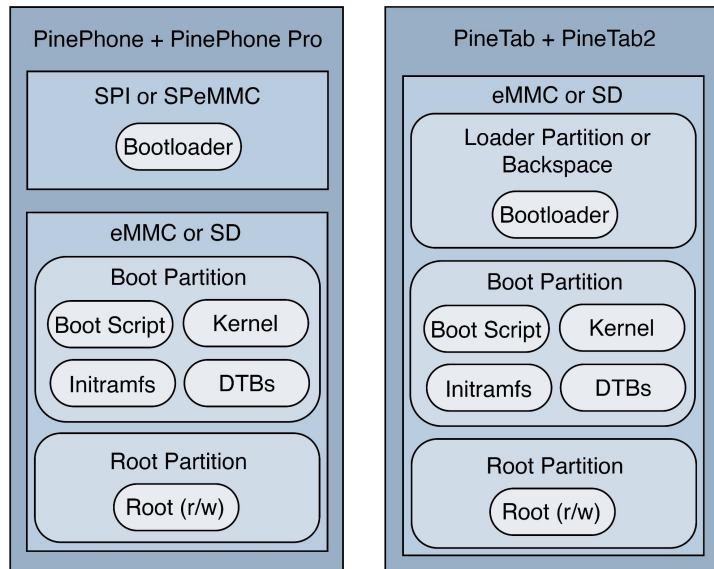 PinePhone + PinePhone Pro
SPI or SPeMMC
Bootloader
eMMC or SD
Boot Partition
Boot Script
Kernel
Initramfs
DTBs
Root Partition
Root (r/w)
PineTab + PineTab2
eMMC or SD
Loader Partition or
Backspace
Bootloader
Boot Partition
Boot Script
Kernel
Initramfs
DTBs
Root Partition
Root (r/w)